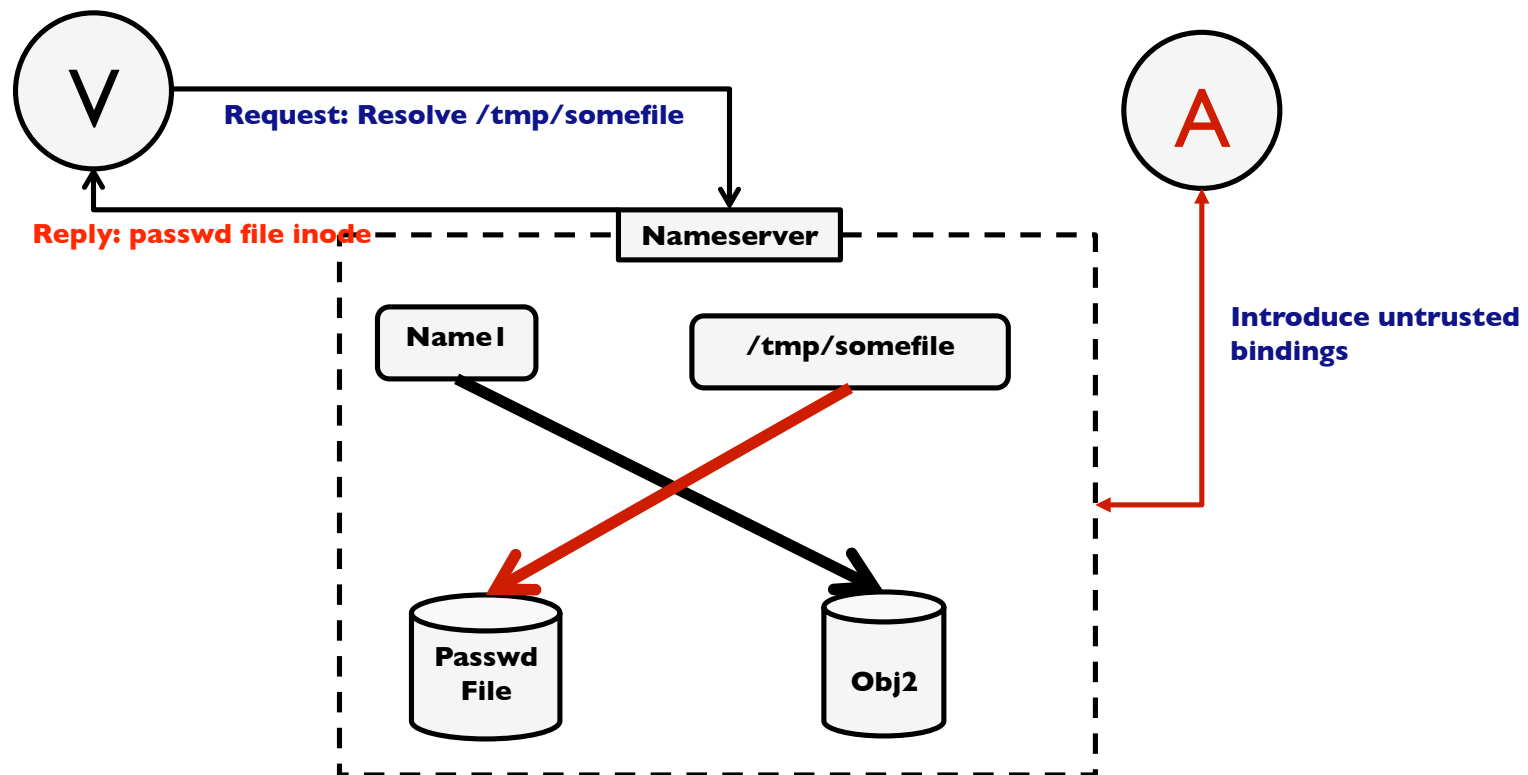 V
A
Request: Resolve /tmp/somefile
Reply: passwd file inode
Nameserver
Introduce untrusted
bindings
Name1
/tmp/somefile
Passwd
File
Obj2